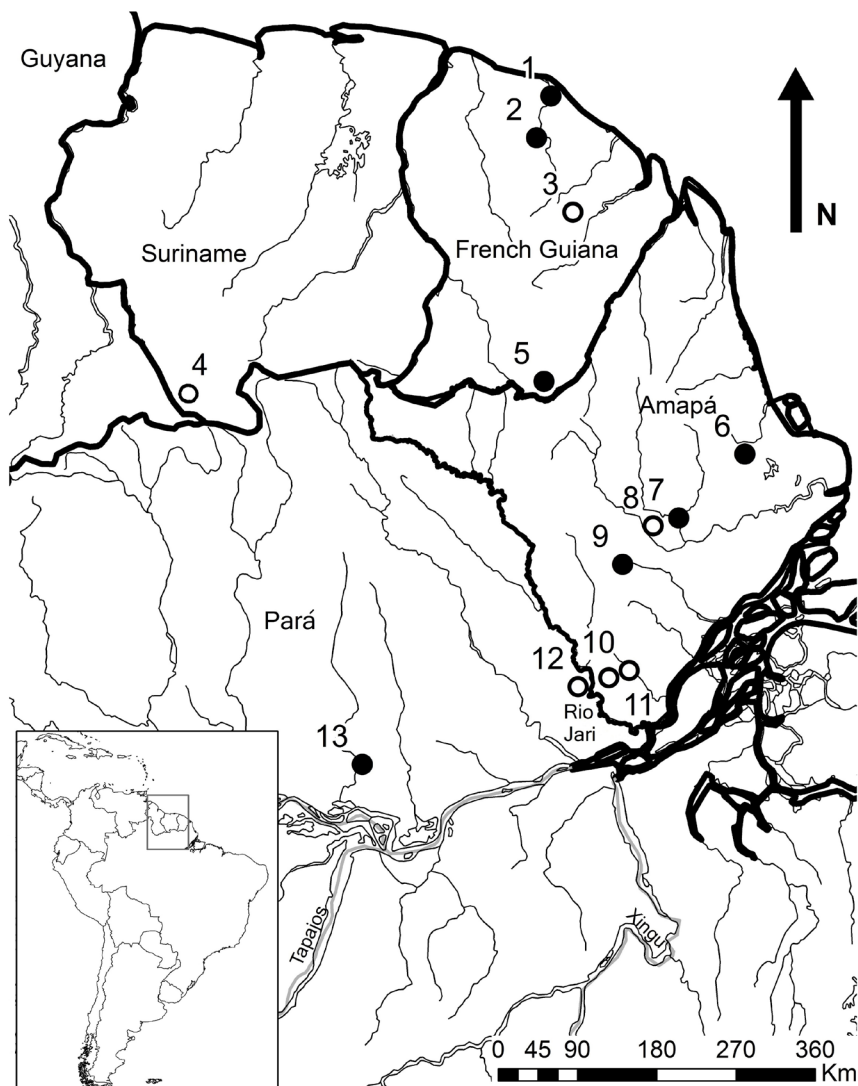 Guyana
1
2
N
3
Suriname
French Guiana
4
5
Amapá
6
8
7
9
Pará
12
10
11
Rio
Jari
13
Tapajos
Xingu
0 45 90 180 270 360
Km